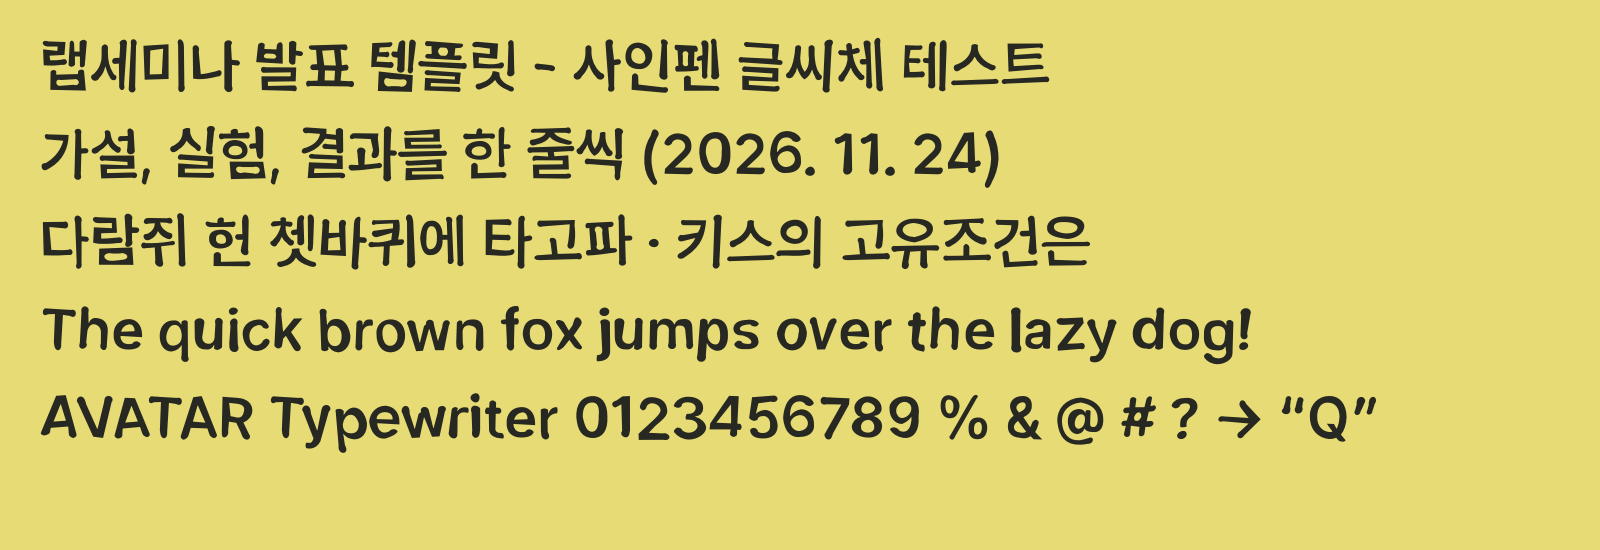 랩세미나 발표 템플릿 - 사인펜 글씨체 테스트
가설, 실험, 결과를 한 줄씩 (2026. 11. 24)
다람쥐 헌 쳇바퀴에 타고파 · 키스의 고유조건은
The quick brown fox jumps over the lazy dog!
AVATAR Typewriter 0123456789 % & @ # ? → “Q”